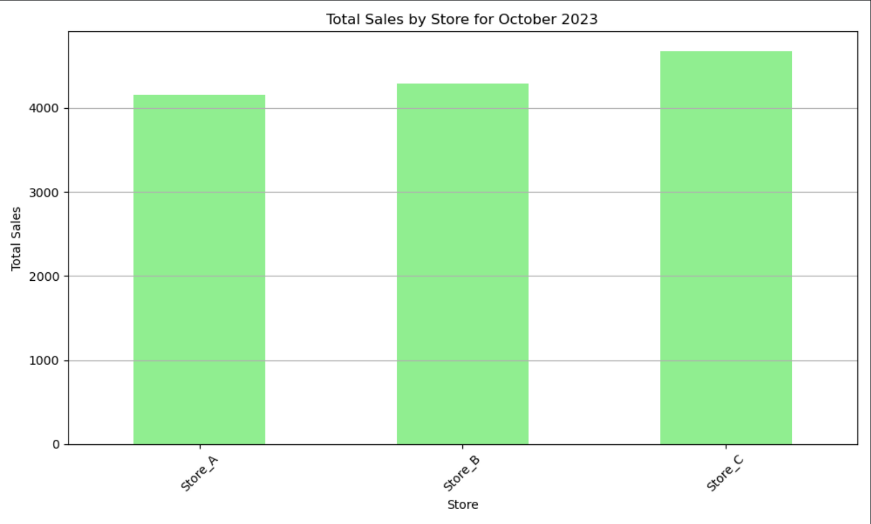 Total Sales by Store for October 2023
Total Sales
4000
3000
2000
1000
0
Store_A
Store_B
Store_C
Store